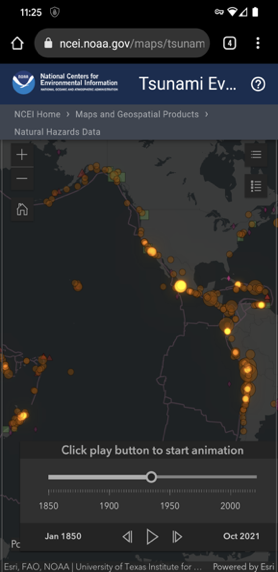 11:25
ncei.noaa.gov/maps/tsunam
4
NOAA
National Centers for
Environmental Information
NATIONAL OCEANIC AND ATMOSPHERIC ADMINISTRATION
Tsunami Ev...
NCEI Home > Maps and Geospatial Products >
Natural Hazards Data
Click play button to start animation
1850 1900 1950 2000
Jan 1850 Oct 2021
Po
Esri, FAO, NOAA | University of Texas Institute for ... Powered by Esri